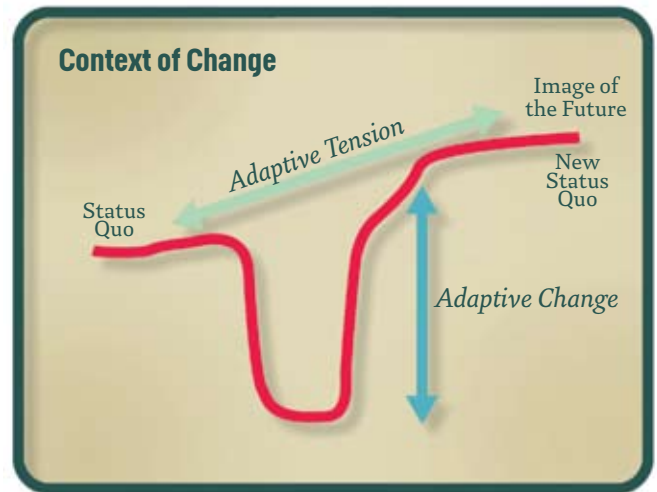 Context of Change
Image of
the Future
Adaptive Tension
New
Status
Quo
Status
Quo
Adaptive Change